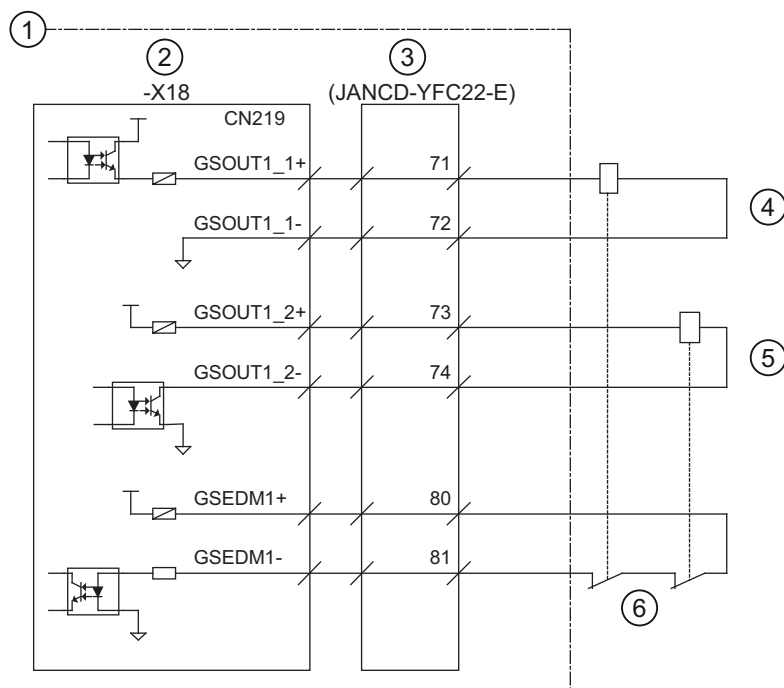 1
2
3
-X18
(JANCD-YFC22-E)
CN219
GSOUT1_1+
71
GSOUT1_1-
72
4
GSOUT1_2+
73
GSOUT1_2-
74
5
GSEDM1+
80
GSEDM1-
81
6